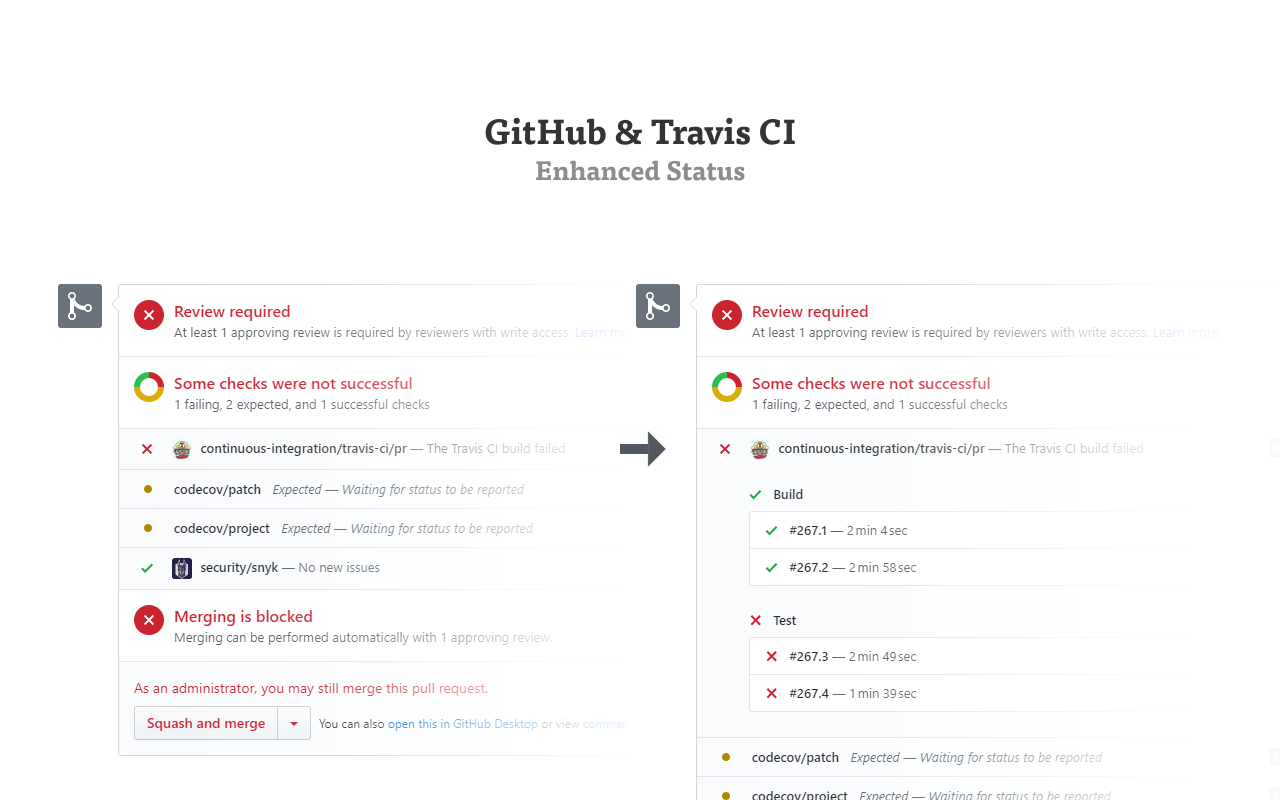 GitHub & Travis CI
Enhanced Status
Review required
At least 1 approving review is required by reviewers with write access. Learn
Some checks were not successful
1 failing, 2 expected, and 1 successful checks
continuous-integration/travis-ci/pr — The Travis CI build failed
codecov/patch Expected — Waiting for status to be reported
codecov/project Expected — Waiting for status to be reported
security/snyk — No new issues
Merging is blocked
Merging can be performed automatically with 1 approving review.
As an administrator, you may still merge this pull request.
Squash and merge
You can also open this in GitHub Desktop or view
Review required
At least 1 approving review is required by reviewers with write access. Learn more
Some checks were not successful
1 failing, 2 expected, and 1 successful checks
continuous-integration/travis-ci/pr — The Travis CI build failed
Build
#267.1 — 2 min 4 sec
#267.2 — 2 min 58 sec
Test
#267.3 — 2 min 49 sec
#267.4 — 1 min 39 sec
codecov/patch Expected — Waiting for status to be reported
codecov/project Expected — Waiting for status to be reported